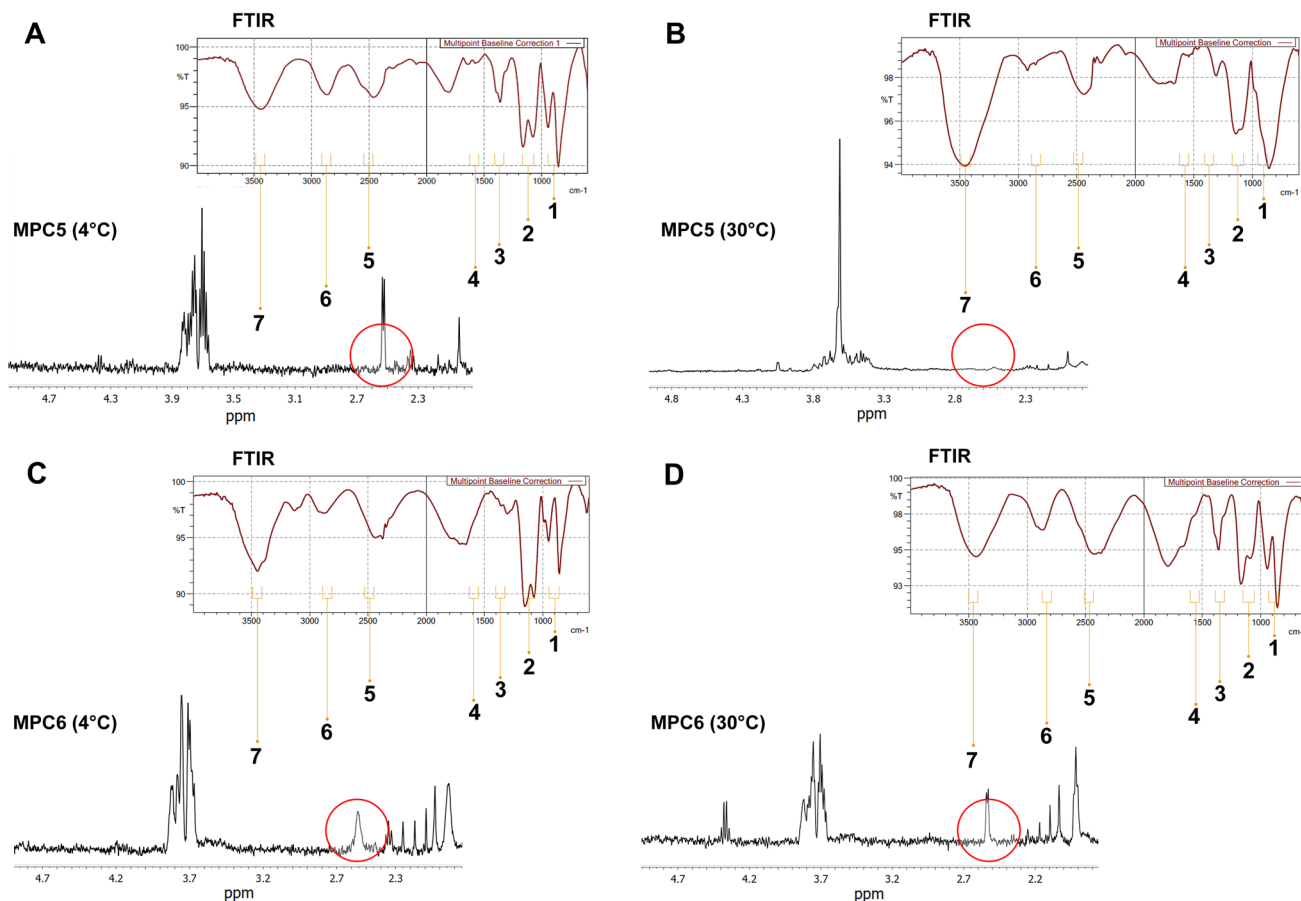 A
FTIR
Multipoint Baseline Correction 1
100
%T
95
90
3500 3000 2500 2000 1500 1000
cm-1
MPC5 (4°C)
1
2
3
4
5
6
7
4.7 4.3 3.9 3.5 3.1 2.7 2.3
ppm
B
FTIR
Multipoint Baseline Correction
98
%T
96
94
3500 3000 2500 2000 1500 1000
cm-1
MPC5 (30°C)
1
2
3
4
5
6
7
4.8 4.3 3.8 3.3 2.8 2.3
ppm
C
FTIR
Multipoint Baseline Correction
100
%T
95
90
3500 3000 2500 2000 1500 1000
cm-1
MPC6 (4°C)
1
2
3
4
5
6
7
4.7 4.2 3.7 3.2 2.7 2.3
ppm
D
FTIR
Multipoint Baseline Correction
100
%T
98
95
93
3500 3000 2500 2000 1500 1000
cm-1
MPC6 (30°C)
1
2
3
4
5
6
7
4.7 4.2 3.7 3.2 2.7 2.2
ppm